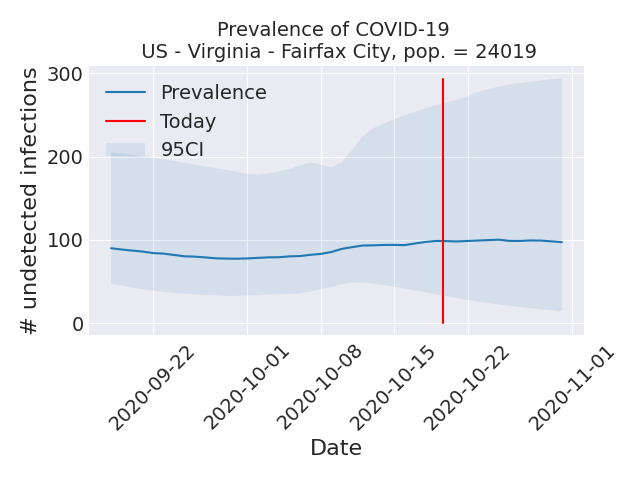 Prevalence of COVID-19
US - Virginia - Fairfax City, pop. = 24019
# undetected infections
300
200
100
0
Prevalence
Today
95CI
2020-09-22
2020-10-01
2020-10-08
2020-10-15
2020-10-22
2020-11-01
Date